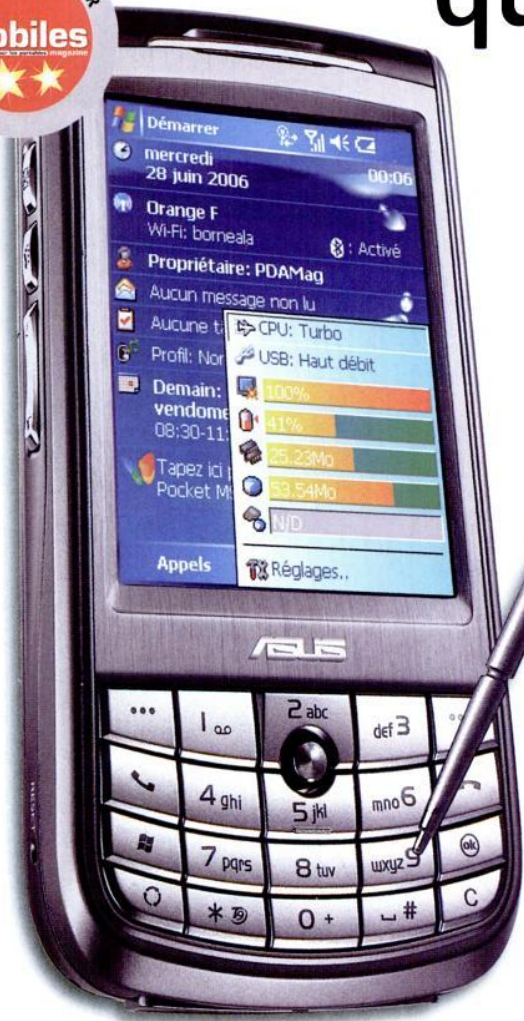 qu
obiles
magazine
Démarrer
mercredi 00:06
28 juin 2006
Orange F
Wi-Fi: borneala : Activé
Propriétaire: PDAMag
Aucun message non lu
Aucune t
CPU: Turbo
Profil: Nor
USB: Haut débit
Demain:
100%
vendome
41%
08:30-11:
25.23Mo
Tapez ici
53.54Mo
Pocket M
N/D
Appels
Réglages..
ASUS
1
2 abc
def 3
4 ghi
5 jkl
mno 6
7 pqrs
8 tuv
wxyz 9
ok
* T9
0 +
#
C
RESET